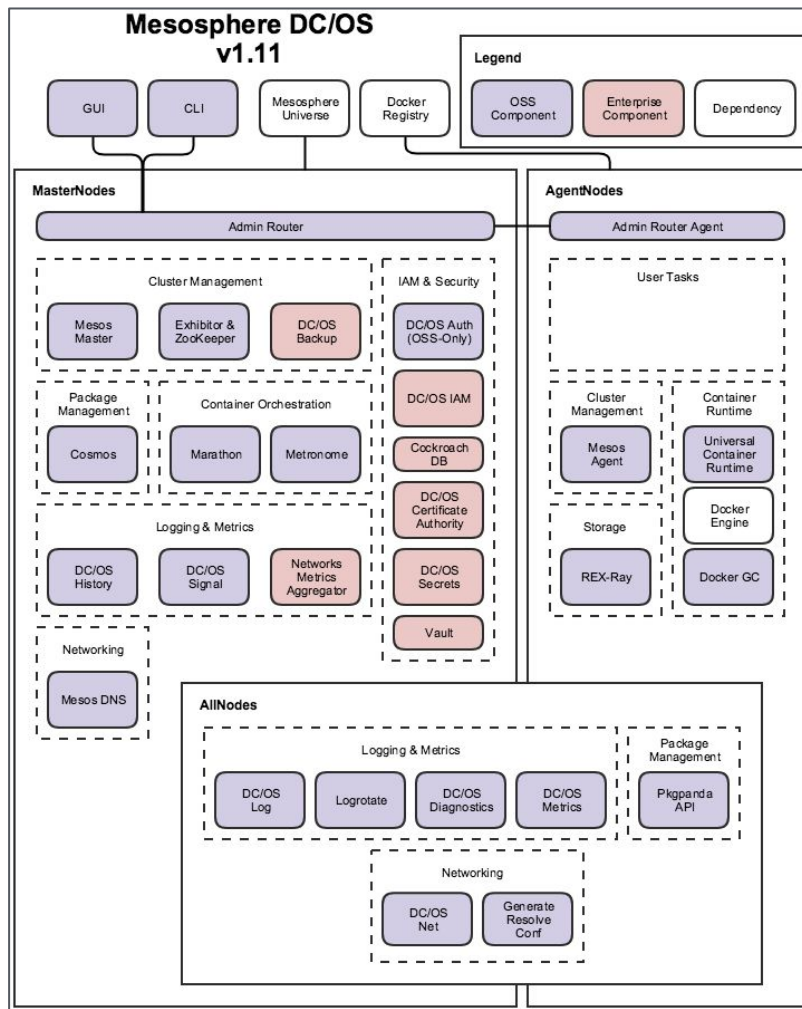 Mesosphere DC/OS
v1.11
Legend
OSS
Component
Enterprise
Component
Dependency
GUI
CLI
Mesosphere
Universe
Docker
Registry
MasterNodes
Admin Router
Cluster Management
Mesos
Master
Exhibitor &
ZooKeeper
DC/OS
Backup
Package
Management
Cosmos
Container Orchestration
Marathon
Metronome
Logging & Metrics
DC/OS
History
DC/OS
Signal
Networks
Metrics
Aggregator
Networking
Mesos DNS
IAM & Security
DC/OS Auth
(OSS-Only)
DC/OS IAM
Cockroach
DB
DC/OS
Certificate
Authority
DC/OS
Secrets
Vault
AgentNodes
Admin Router Agent
User Tasks
Cluster
Management
Mesos
Agent
Storage
REX-Ray
Container
Runtime
Universal
Container
Runtime
Docker
Engine
Docker GC
AllNodes
Logging & Metrics
DC/OS
Log
Logrotate
DC/OS
Diagnostics
DC/OS
Metrics
Package
Management
Pkgpanda
API
Networking
DC/OS
Net
Generate
Resolve
Conf